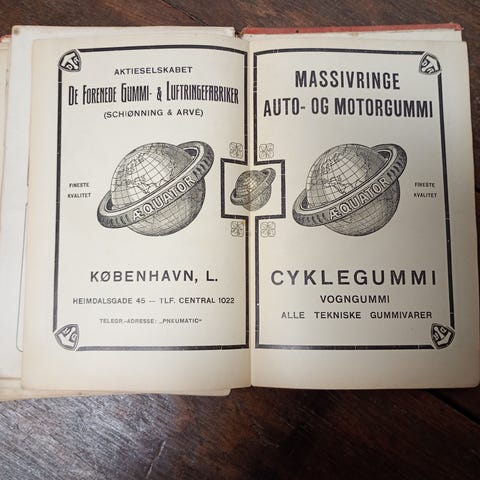 AKTIESELSKABET
DE FORENEDE GUMMI- & LUFTRINGEFABRIKER
(SCHIØNNING & ARVÉ)
FINESTE
KVALITET
ÆQUATOR
KØBENHAVN, L.
HEIMDALSGADE 45 — TLF. CENTRAL 1022
TELEGR.-ADRESSE: „PNEUMATIC“
MASSIVRINGE
AUTO- OG MOTORGUMMI
ÆQUATOR
FINESTE
KVALITET
CYKLEGUMMI
VOGNGUMMI
ALLE TEKNISKE GUMMIVARER